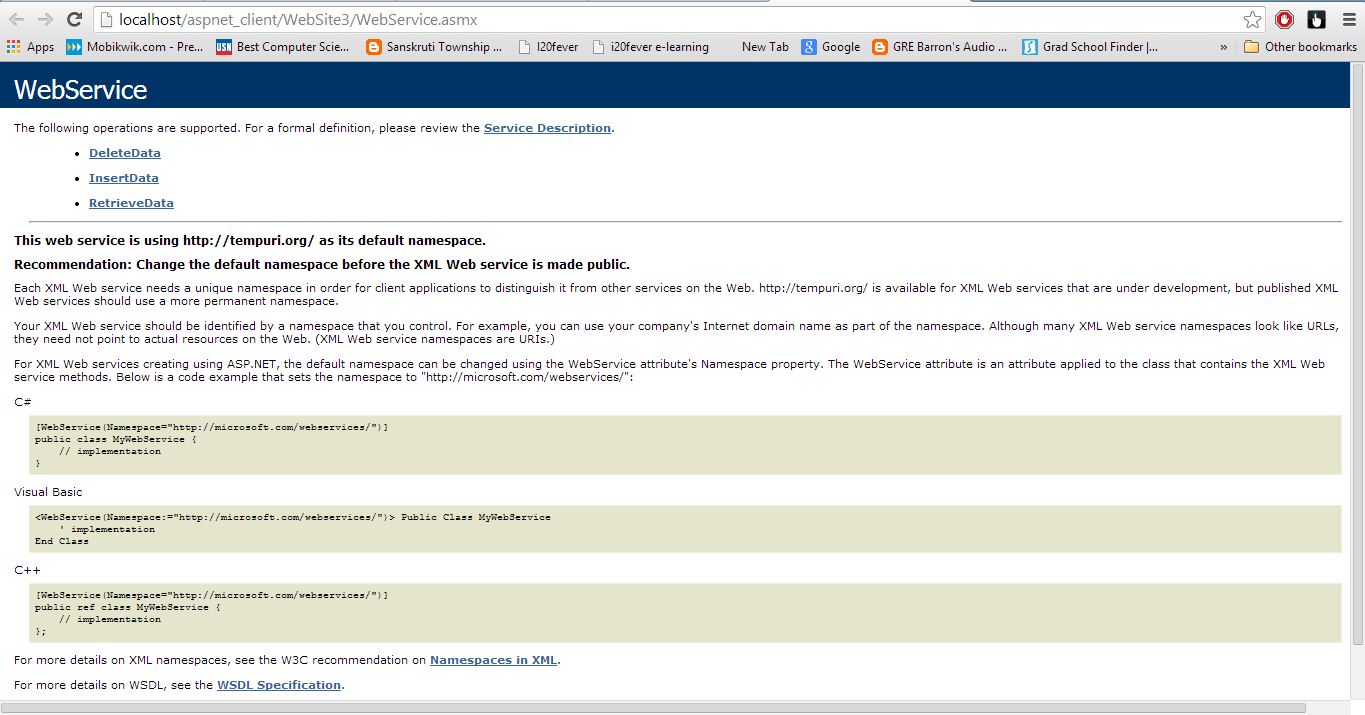 localhost/aspnet_client/WebSite3/WebService.asmx
Apps Mobikwik.com - Pre... USN Best Computer Scie... Sanskruti Township ... I20fever i20fever e-learning New Tab Google GRE Barron's Audio ... Grad School Finder |... » Other bookmarks
WebService
The following operations are supported. For a formal definition, please review the Service Description.
• DeleteData
• InsertData
• RetrieveData
This web service is using http://tempuri.org/ as its default namespace.
Recommendation: Change the default namespace before the XML Web service is made public.
Each XML Web service needs a unique namespace in order for client applications to distinguish it from other services on the Web. http://tempuri.org/ is available for XML Web services that are under development, but published XML
Web services should use a more permanent namespace.
Your XML Web service should be identified by a namespace that you control. For example, you can use your company's Internet domain name as part of the namespace. Although many XML Web service namespaces look like URLs,
they need not point to actual resources on the Web. (XML Web service namespaces are URIs.)
For XML Web services creating using ASP.NET, the default namespace can be changed using the WebService attribute's Namespace property. The WebService attribute is an attribute applied to the class that contains the XML Web
service methods. Below is a code example that sets the namespace to "http://microsoft.com/webservices/":
C#
[WebService(Namespace="http://microsoft.com/webservices/")]
public class MyWebService {
    // implementation
}
Visual Basic
<WebService(Namespace:="http://microsoft.com/webservices/")> Public Class MyWebService
    ' implementation
End Class
C++
[WebService(Namespace="http://microsoft.com/webservices/")]
public ref class MyWebService {
    // implementation
};
For more details on XML namespaces, see the W3C recommendation on Namespaces in XML.
For more details on WSDL, see the WSDL Specification.